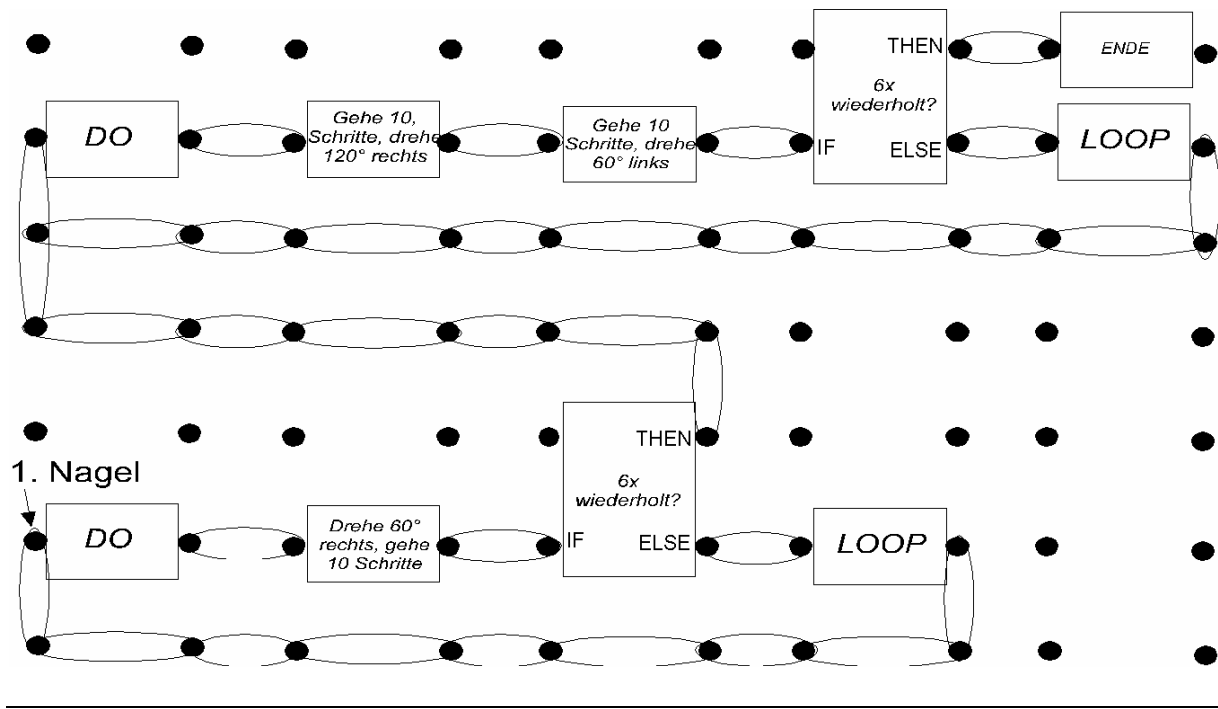 THEN
ENDE
6x
wiederholt?
DO
Gehe 10,
Schritte, drehe
120° rechts
Gehe 10
Schritte, drehe
60° links
IF
ELSE
LOOP
THEN
1. Nagel
6x
wiederholt?
DO
Drehe 60°
rechts, gehe
10 Schritte
IF
ELSE
LOOP